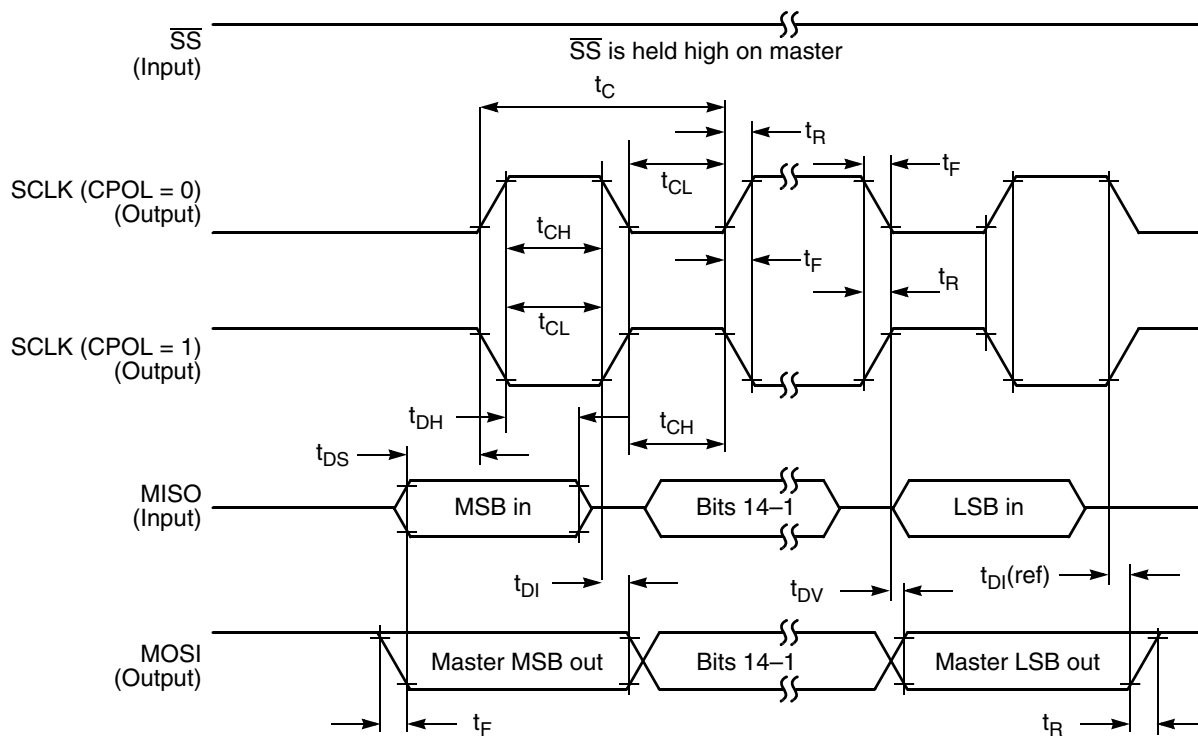 SS
(Input)
SS is held high on master
tC
tR
tF
SCLK (CPOL = 0)
(Output)
tCL
tCH
tF
tR
tCL
SCLK (CPOL = 1)
(Output)
tDH
tCH
tDS
MISO
(Input)
MSB in
Bits 14–1
LSB in
tDI
tDV
tDI(ref)
MOSI
(Output)
Master MSB out
Bits 14–1
Master LSB out
tF
tR